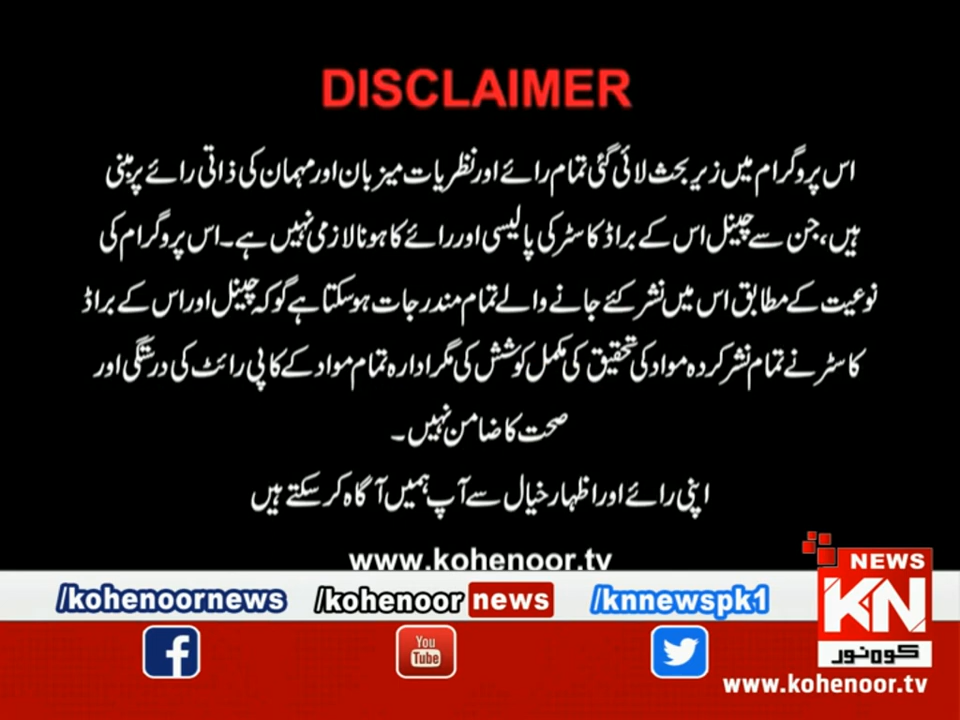 DISCLAIMER
اس پروگرام میں زیرِ بحث لائی گئی تمام رائے اور نظریات میزبان اور مہمان کی ذاتی رائے پر مبنی
ہیں، جن سے چینل اس کے براڈ کاسٹر کی پالیسی اور رائے کا ہونا لازمی نہیں ہے۔ اس پروگرام کی
نوعیت کے مطابق اس میں نشر کئے جانے والے تمام مندرجات ہوسکتا ہے گو کہ چینل اور اس کے براڈ
کاسٹر نے تمام نشر کردہ مواد کی تحقیق کی مکمل کوشش کی مگر ادارہ تمام مواد کے کاپی رائٹ کی درستگی اور
صحت کا ضامن نہیں۔
اپنی رائے اور اظہار خیال سے آپ ہمیں آگاہ کر سکتے ہیں
www.kohenoor.tv
/kohenoornews
/kohenoor news
/knnewspk1
You
Tube
NEWS
KN
کوہ نور
www.kohenoor.tv